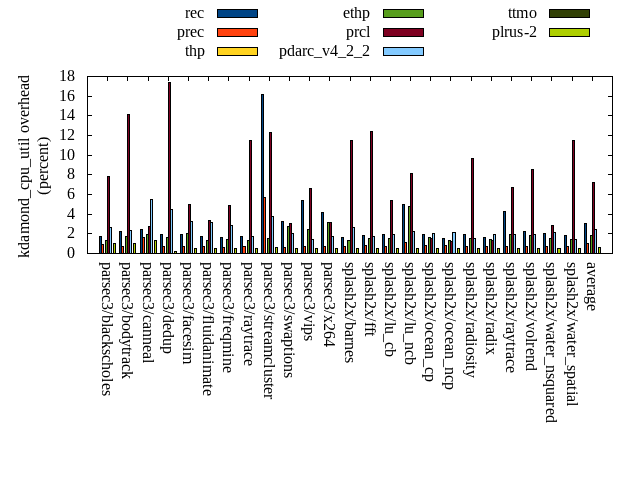 rec
prec
thp
ethp
prcl
pdarc_v4_2_2
ttmo
plrus-2
kdamond_cpu_util overhead
(percent)
18
16
14
12
10
8
6
4
2
0
parsec3/blackscholes
parsec3/bodytrack
parsec3/canneal
parsec3/dedup
parsec3/facesim
parsec3/fluidanimate
parsec3/freqmine
parsec3/raytrace
parsec3/streamcluster
parsec3/swaptions
parsec3/vips
parsec3/x264
splash2x/barnes
splash2x/fft
splash2x/lu_cb
splash2x/lu_ncb
splash2x/ocean_cp
splash2x/ocean_ncp
splash2x/radiosity
splash2x/radix
splash2x/raytrace
splash2x/volrend
splash2x/water_nsquared
splash2x/water_spatial
average